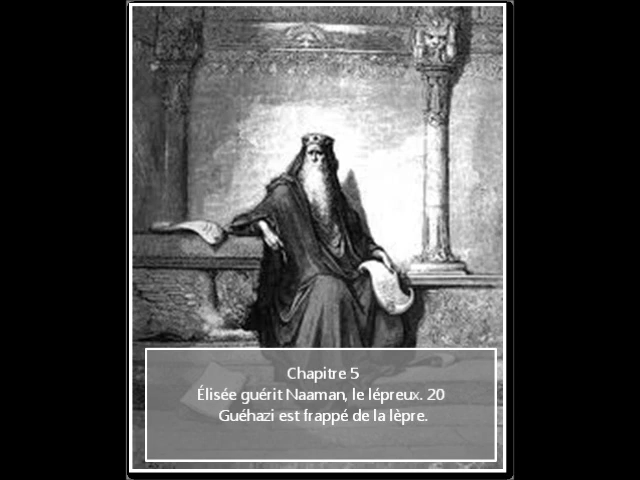 Chapitre 5
Élisée guérit Naaman, le lépreux. 20
Guéhazi est frappé de la lèpre.